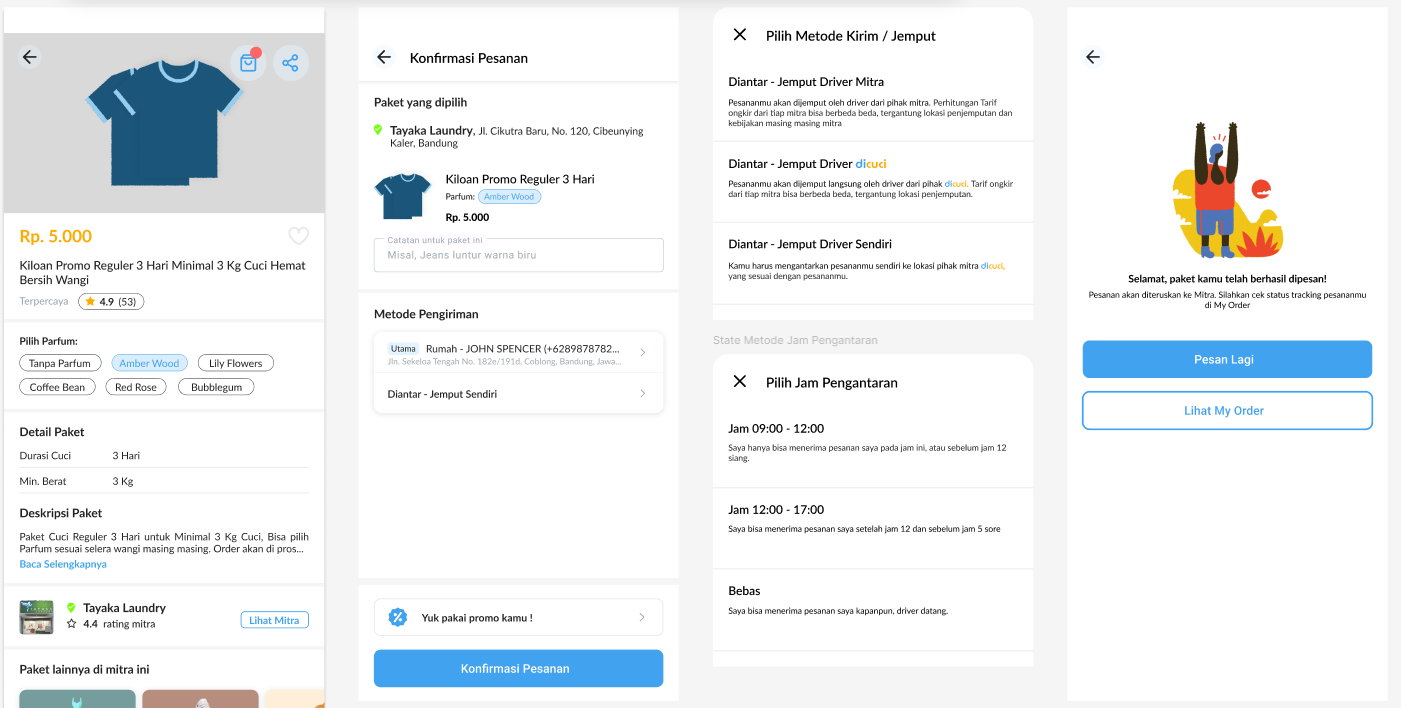 Rp. 5.000
Kiloan Promo Reguler 3 Hari Minimal 3 Kg Cuci Hemat
Bersih Wangi
Terpercaya
4.9 (53)
Pilih Parfum:
Tanpa Parfum
Amber Wood
Lily Flowers
Coffee Bean
Red Rose
Bubblegum
Detail Paket
Durasi Cuci 3 Hari
Min. Berat 3 Kg
Deskripsi Paket
Paket Cuci Reguler 3 Hari untuk Minimal 3 Kg Cuci, Bisa pilih
Parfum sesuai selera wangi masing masing. Order akan di pros...
Baca Selengkapnya
Tayaka Laundry
4.4 rating mitra
Lihat Mitra
Paket lainnya di mitra ini
Konfirmasi Pesanan
Paket yang dipilih
Tayaka Laundry, Jl. Cikutra Baru, No. 120, Cibeunying
Kaler, Bandung
Kiloan Promo Reguler 3 Hari
Parfum: Amber Wood
Rp. 5.000
Catatan untuk paket ini
Misal, Jeans luntur warna biru
Metode Pengiriman
Utama Rumah - JOHN SPENCER (+6289878782...
Jln. Sekeloa Tengah No. 182e/191d. Coblong, Bandung, Jawa...
Diantar - Jemput Sendiri
Yuk pakai promo kamu !
Konfirmasi Pesanan
Pilih Metode Kirim / Jemput
Diantar - Jemput Driver Mitra
Pesananmu akan dijemput oleh driver dari pihak mitra. Perhitungan Tarif
ongkir dari tiap mitra bisa berbeda beda, tergantung lokasi penjemputan dan
kebijakan masing masing mitra
Diantar - Jemput Driver dicuci
Pesananmu akan dijemput langsung oleh driver dari pihak dicuci. Tarif ongkir
dari tiap mitra bisa berbeda beda, tergantung lokasi penjemputan.
Diantar - Jemput Driver Sendiri
Kamu harus mengantarkan pesananmu sendiri ke lokasi pihak mitra dicuci,
yang sesuai dengan pesananmu.
State Metode Jam Pengantaran
Pilih Jam Pengantaran
Jam 09:00 - 12:00
Saya hanya bisa menerima pesanan saya pada jam ini, atau sebelum jam 12
siang.
Jam 12:00 - 17:00
Saya bisa menerima pesanan saya setelah jam 12 dan sebelum jam 5 sore
Bebas
Saya bisa menerima pesanan saya kapanpun, driver datang.
Selamat, paket kamu telah berhasil dipesan!
Pesanan akan diteruskan ke Mitra. Silahkan cek status tracking pesananmu
di My Order
Pesan Lagi
Lihat My Order